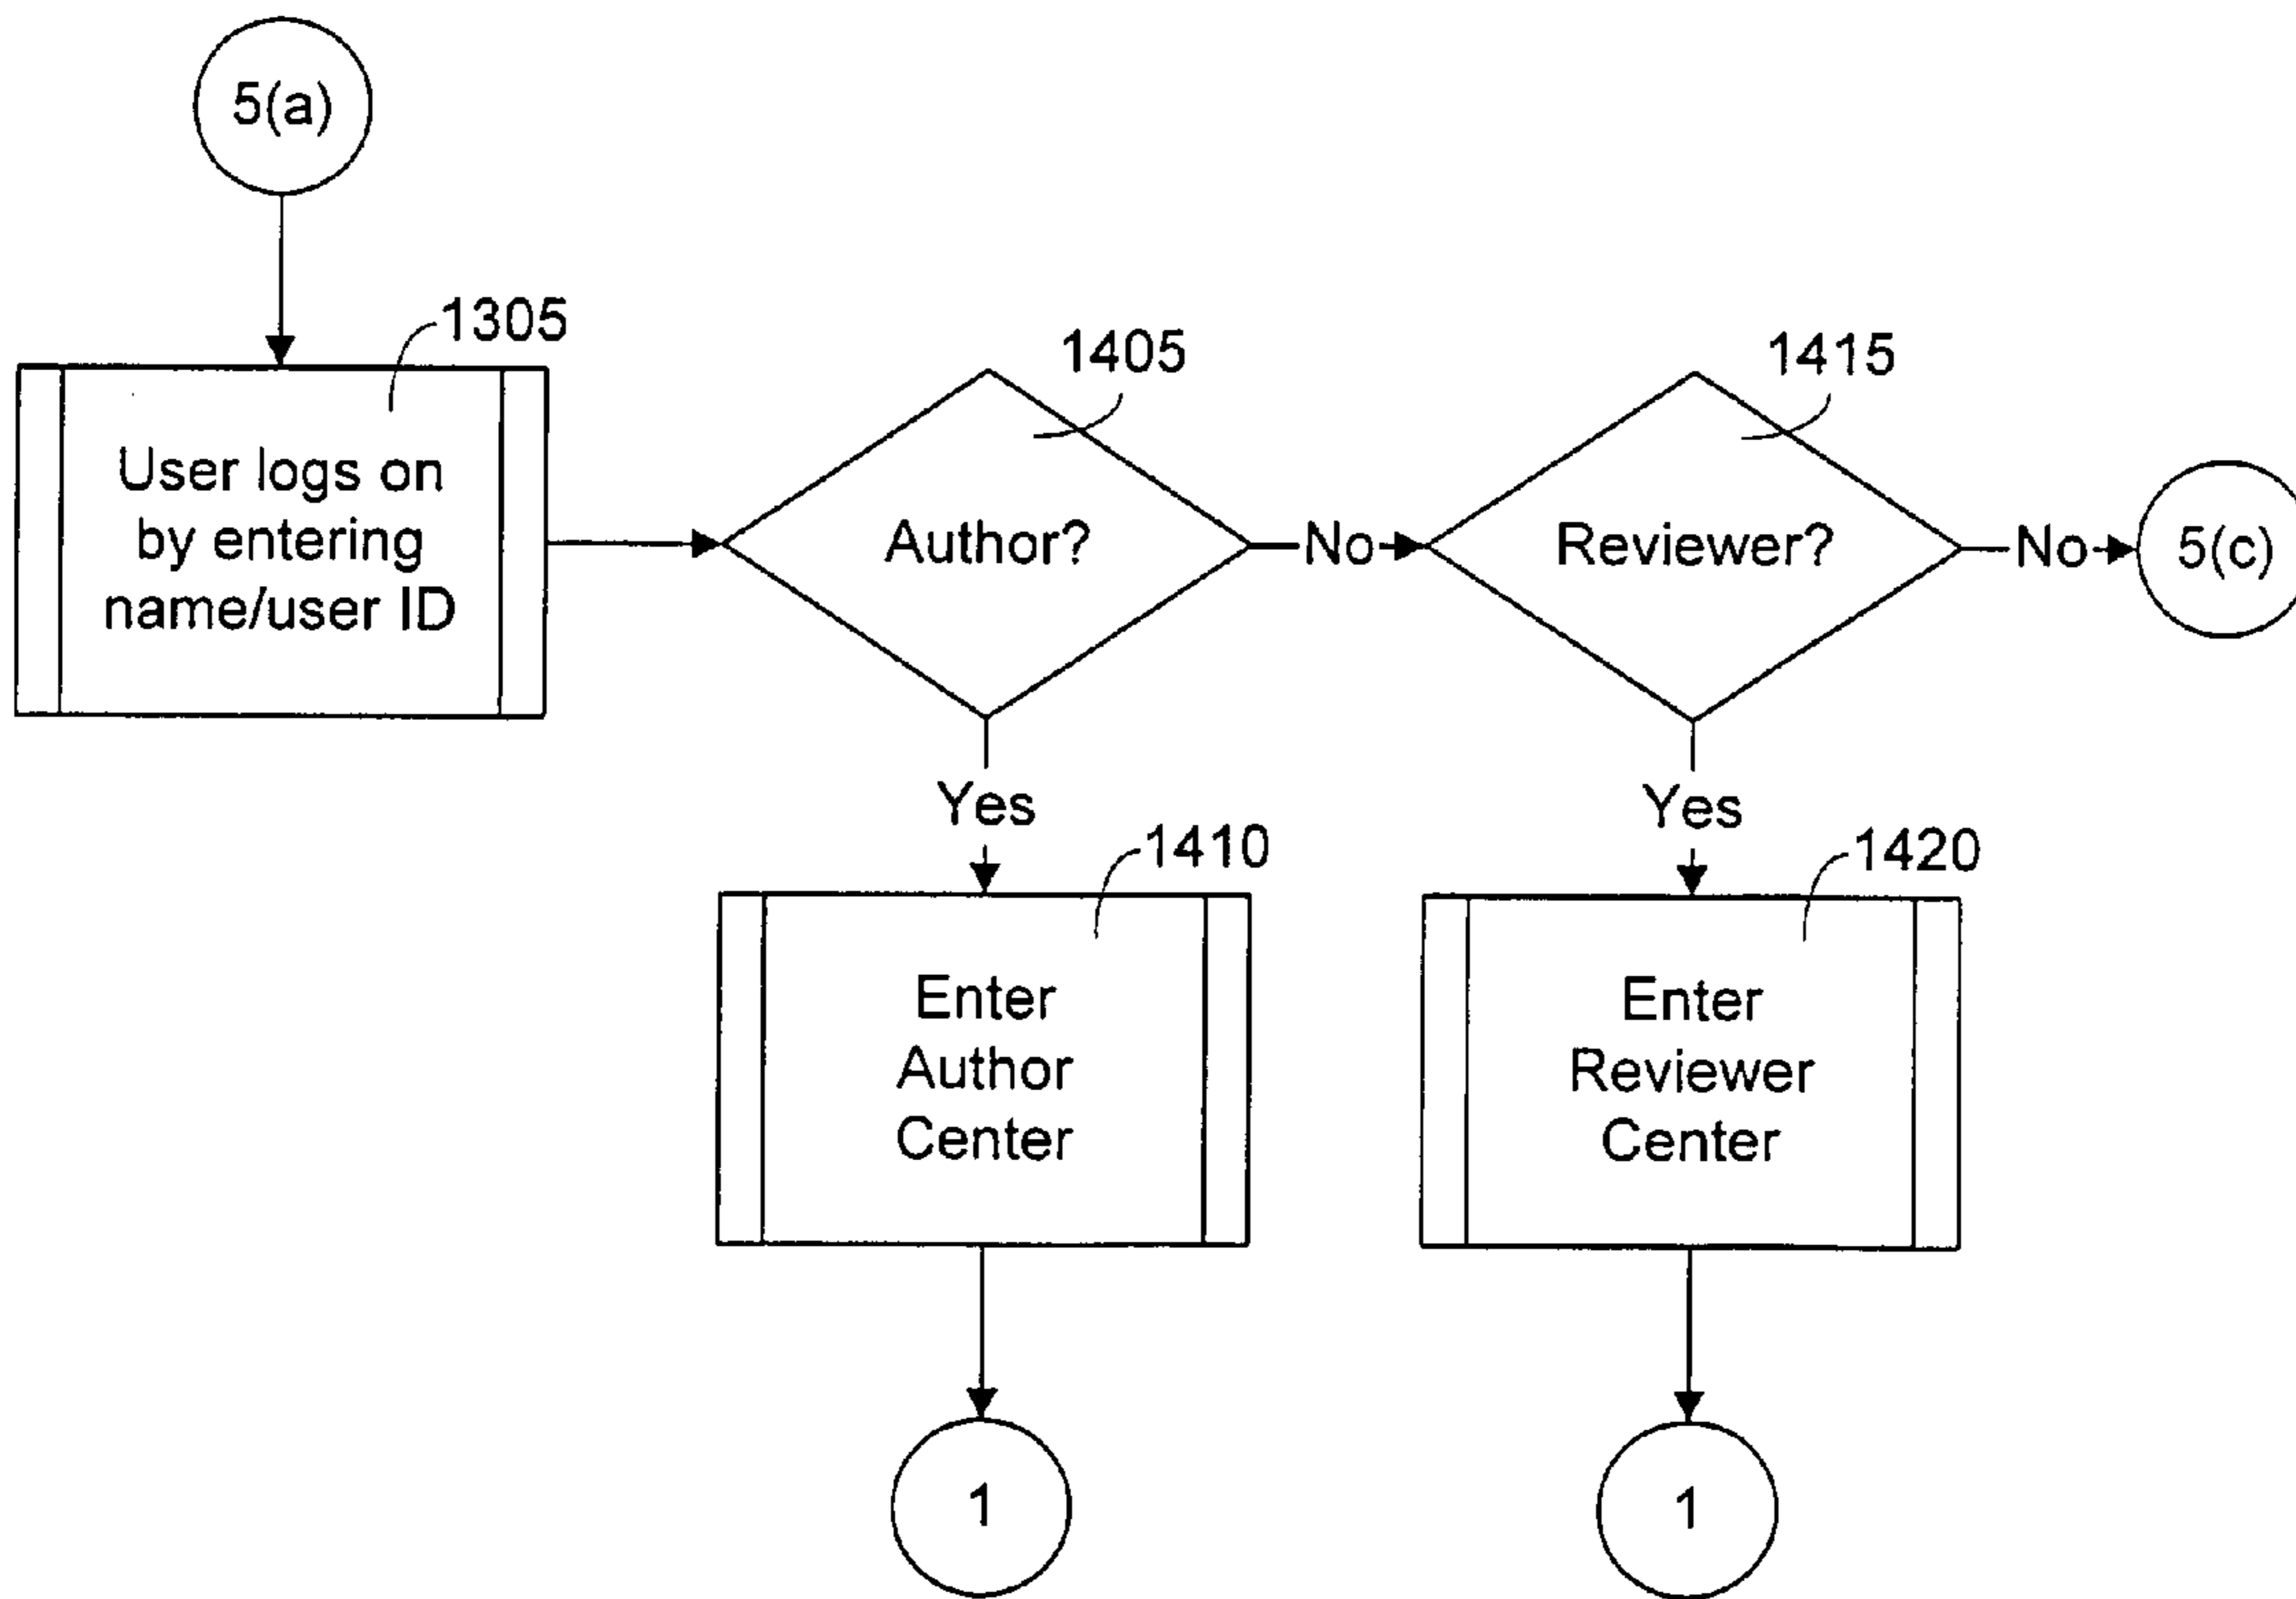 5(a)
1305
User logs on
by entering
name/user ID
1405
Author?
No
1415
Reviewer?
No
5(c)
Yes
1410
Enter
Author
Center
1
Yes
1420
Enter
Reviewer
Center
1